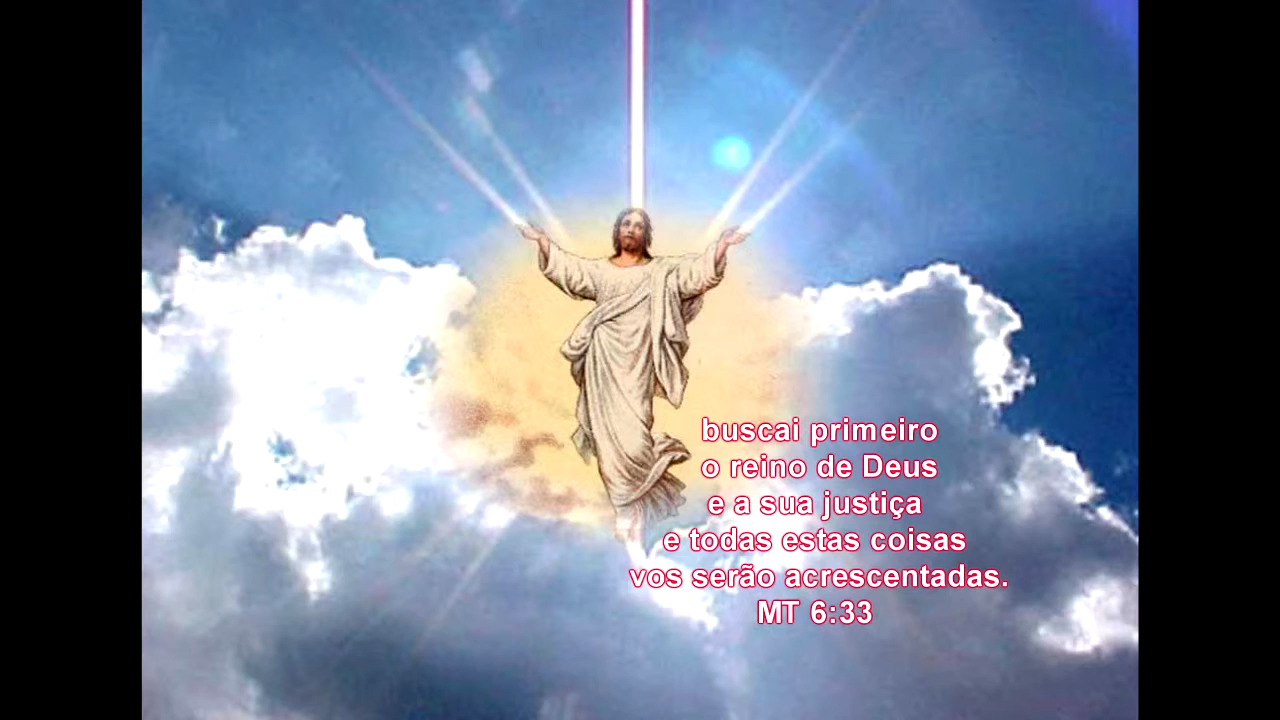 buscai primeiro
o reino de Deus
e a sua justiça
e todas estas coisas
vos serão acrescentadas.
MT 6:33